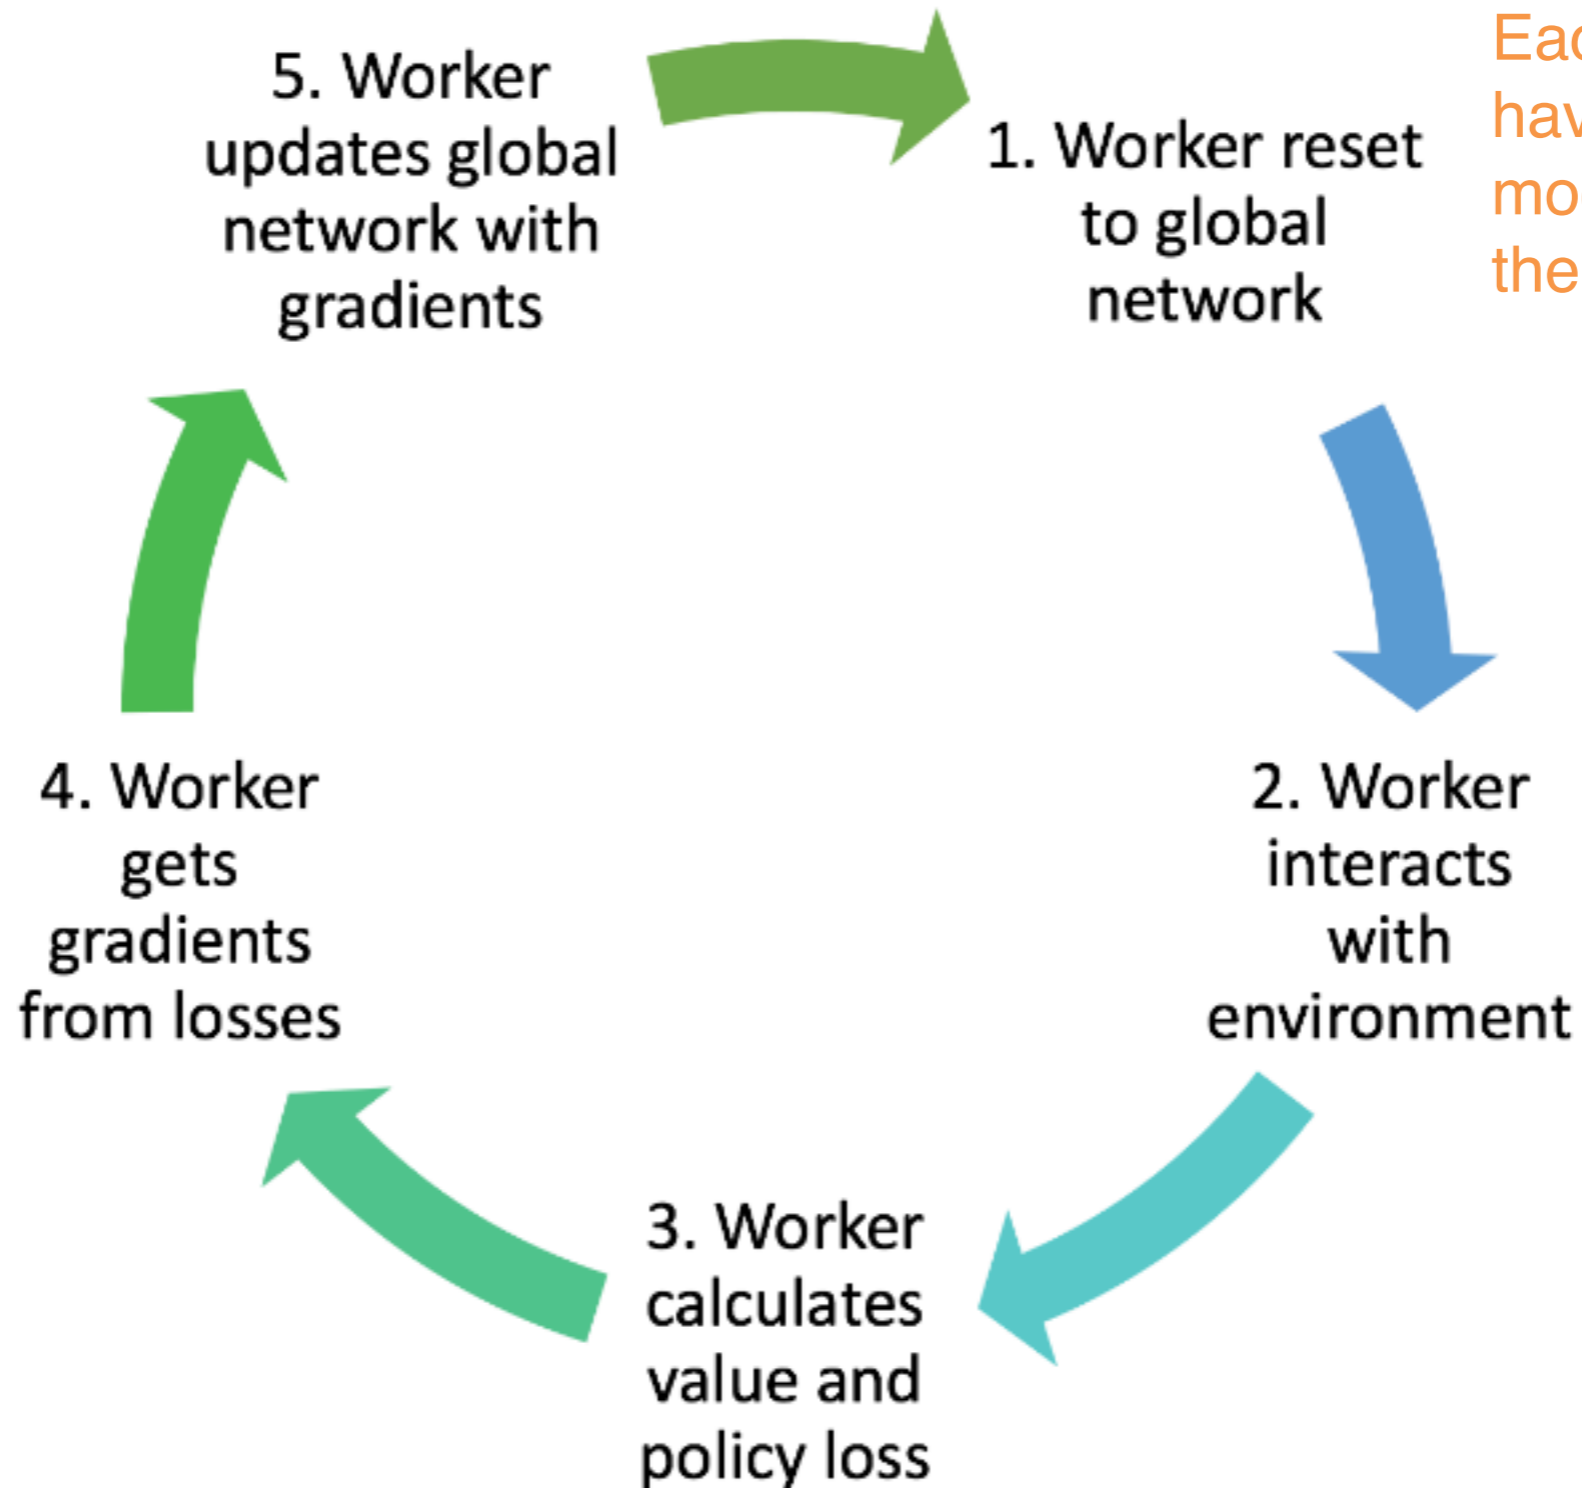 5. Worker
updates global
network with
gradients
1. Worker reset
to global
network
2. Worker
interacts
with
environment
3. Worker
calculates
value and
policy loss
4. Worker
gets
gradients
from losses
the